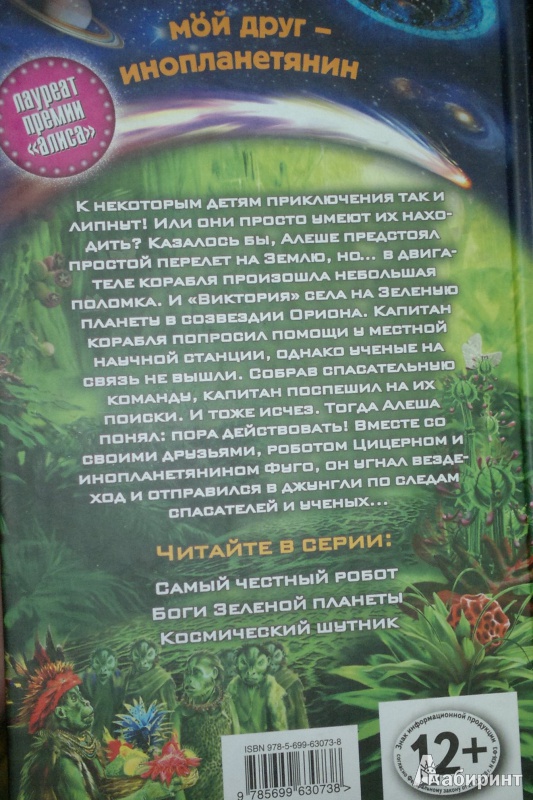 мой друг –
инопланетянин
лауреат
премии
«алиса»
К некоторым детям приключения так и
липнут! Или они просто умеют их нахо-
дить? Казалось бы, Алеше предстоял
простой перелет на Землю, но... в двига-
теле корабля произошла небольшая
поломка. И «Виктория» села на Зеленую
планету в созвездии Ориона. Капитан
корабля попросил помощи у местной
научной станции, однако ученые на
связь не вышли. Собрав спасательную
команду, капитан поспешил на их
поиски. И тоже исчез. Тогда Алеша
понял: пора действовать! Вместе со
своими друзьями, роботом Цицерном и
инопланетянином Фуго, он угнал везде-
ход и отправился в джунгли по следам
спасателей и ученых...
Читайте в серии:
Самый честный робот
Боги Зеленой планеты
Космический шутник
ISBN 978-5-699-63073-8
9 785699 630738 >
Знак информационной продукции
12+
Лабиринт